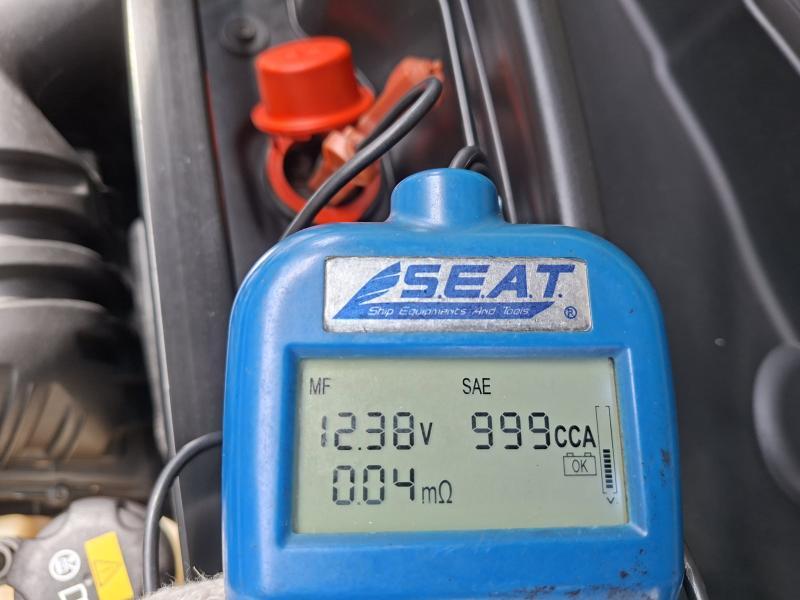 S.E.A.T.
Ship Equipments And Tools ®
MF SAE
12.38V 999CCA
OK
0.04mΩ